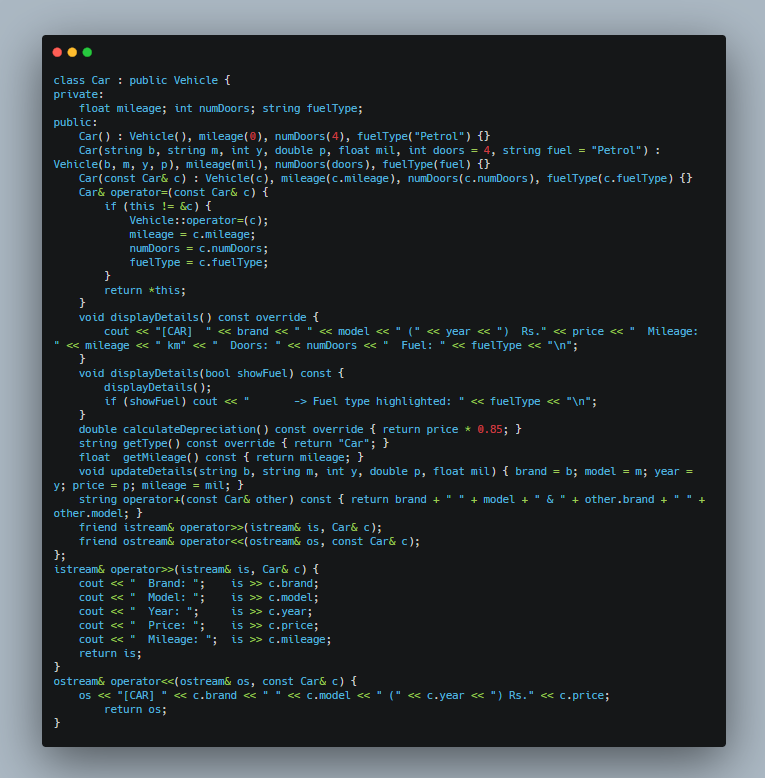 class Car : public Vehicle {
private:
    float mileage; int numDoors; string fuelType;
public:
    Car() : Vehicle(), mileage(0), numDoors(4), fuelType("Petrol") {}
    Car(string b, string m, int y, double p, float mil, int doors = 4, string fuel = "Petrol") :
Vehicle(b, m, y, p), mileage(mil), numDoors(doors), fuelType(fuel) {}
    Car(const Car& c) : Vehicle(c), mileage(c.mileage), numDoors(c.numDoors), fuelType(c.fuelType) {}
    Car& operator=(const Car& c) {
        if (this != &c) {
            Vehicle::operator=(c);
            mileage = c.mileage;
            numDoors = c.numDoors;
            fuelType = c.fuelType;
        }
        return *this;
    }
    void displayDetails() const override {
        cout << "[CAR]  " << brand << " " << model << " (" << year << ")  Rs." << price << "  Mileage:
" << mileage << " km" << "  Doors: " << numDoors << "  Fuel: " << fuelType << "\n";
    }
    void displayDetails(bool showFuel) const {
        displayDetails();
        if (showFuel) cout << "       -> Fuel type highlighted: " << fuelType << "\n";
    }
    double calculateDepreciation() const override { return price * 0.85; }
    string getType() const override { return "Car"; }
    float  getMileage() const { return mileage; }
    void updateDetails(string b, string m, int y, double p, float mil) { brand = b; model = m; year =
y; price = p; mileage = mil; }
    string operator+(const Car& other) const { return brand + " " + model + " & " + other.brand + " " +
other.model; }
    friend istream& operator>>(istream& is, Car& c);
    friend ostream& operator<<(ostream& os, const Car& c);
};
istream& operator>>(istream& is, Car& c) {
    cout << "  Brand: ";    is >> c.brand;
    cout << "  Model: ";    is >> c.model;
    cout << "  Year: ";     is >> c.year;
    cout << "  Price: ";    is >> c.price;
    cout << "  Mileage: ";  is >> c.mileage;
    return is;
}
ostream& operator<<(ostream& os, const Car& c) {
    os << "[CAR] " << c.brand << " " << c.model << " (" << c.year << ") Rs." << c.price;
        return os;
}